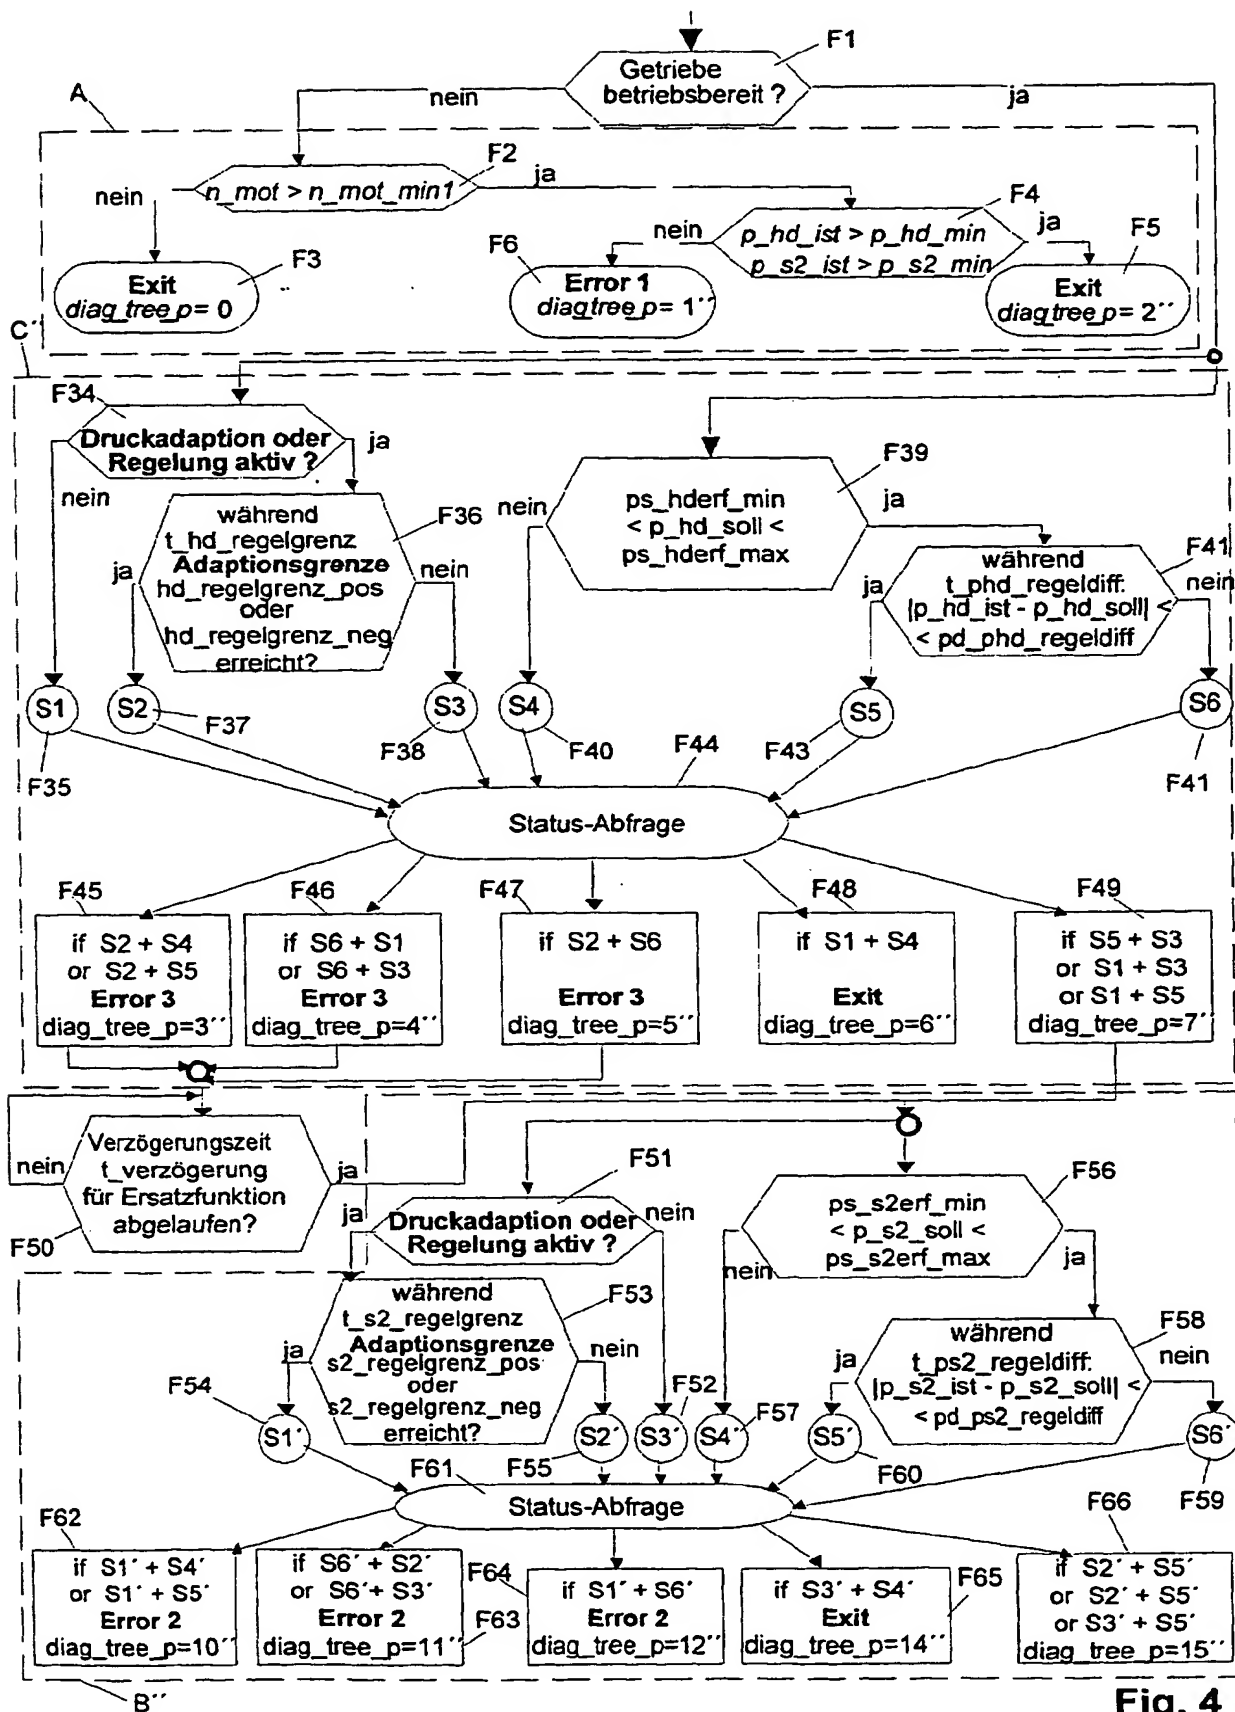 F1
Getriebe
betriebsbereit ?
nein
ja
A
F2
n_mot > n_mot_min1
nein
ja
F4
p_hd_ist > p_hd_min
p_s2_ist > p_s2_min
nein
ja
F3
Exit
diag_tree_p= 0
F6
Error 1
diagtree_p= 1´´
F5
Exit
diagtree_p= 2´´
C´´
F34
Druckadaption oder
Regelung aktiv ?
ja
nein
F36
während
t_hd_regelgrenz
Adaptionsgrenze
hd_regelgrenz_pos
oder
hd_regelgrenz_neg
erreicht?
ja
nein
F39
ps_hderf_min
< p_hd_soll <
ps_hderf_max
nein
ja
F41
während
t_phd_regeldiff:
|p_hd_ist - p_hd_soll| <
< pd_phd_regeldiff
ja
nein
S1
S2
S3
S4
S5
S6
F35
F37
F38
F40
F44
F43
F41
Status-Abfrage
F45
if S2 + S4
or S2 + S5
Error 3
diag_tree_p=3´´
F46
if S6 + S1
or S6 + S3
Error 3
diag_tree_p=4´´
F47
if S2 + S6
Error 3
diag_tree_p=5´´
F48
if S1 + S4
Exit
diag_tree_p=6´´
F49
if S5 + S3
or S1 + S3
or S1 + S5
diag_tree_p=7´´
Verzögerungszeit
t_verzögerung
für Ersatzfunktion
abgelaufen?
nein
ja
F50
F51
Druckadaption oder
Regelung aktiv ?
ja
nein
F56
ps_s2erf_min
< p_s2_soll <
ps_s2erf_max
nein
ja
F53
während
t_s2_regelgrenz
Adaptionsgrenze
s2_regelgrenz_pos
oder
s2_regelgrenz_neg
erreicht?
ja
nein
F58
während
t_ps2_regeldiff:
|p_s2_ist - p_s2_soll| <
< pd_ps2_regeldiff
ja
nein
F54
F52
F57
S1´
S2´
S3´
S4´
S5´
S6´
F61
F55
F60
F59
Status-Abfrage
F62
if S1´ + S4´
or S1´ + S5´
Error 2
diag_tree_p=10´´
if S6´ + S2´
or S6´ + S3´
Error 2
diag_tree_p=11´´
F63
F64
if S1´ + S6´
Error 2
diag_tree_p=12´´
if S3´ + S4´
Exit
diag_tree_p=14´´
F65
F66
if S2´ + S5´
or S2´ + S5´
or S3´ + S5´
diag_tree_p=15´´
B´´
Fig. 4